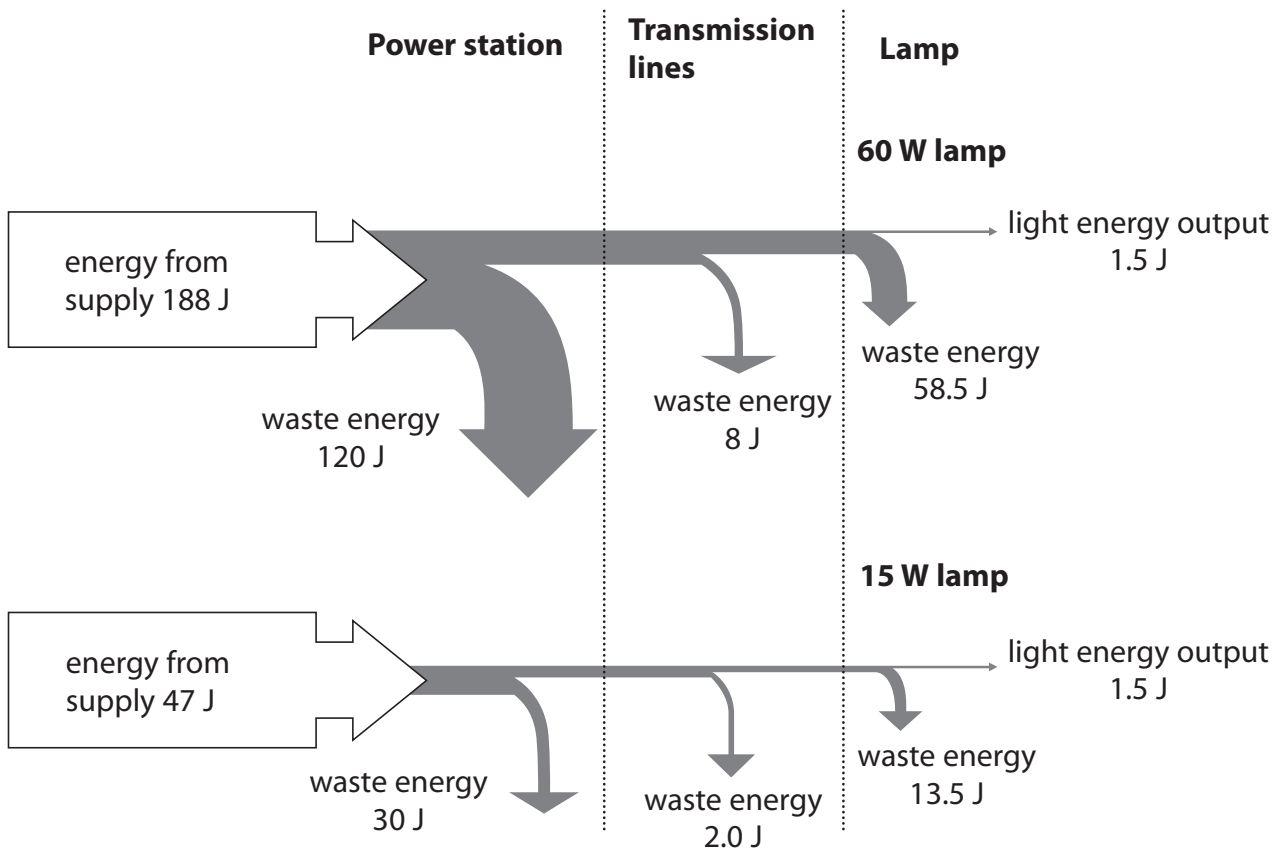 Power station
Transmission
lines
Lamp
60 W lamp
energy from
supply 188 J
light energy output
1.5 J
waste energy
58.5 J
waste energy
8 J
waste energy
120 J
15 W lamp
energy from
supply 47 J
light energy output
1.5 J
waste energy
13.5 J
waste energy
30 J
waste energy
2.0 J